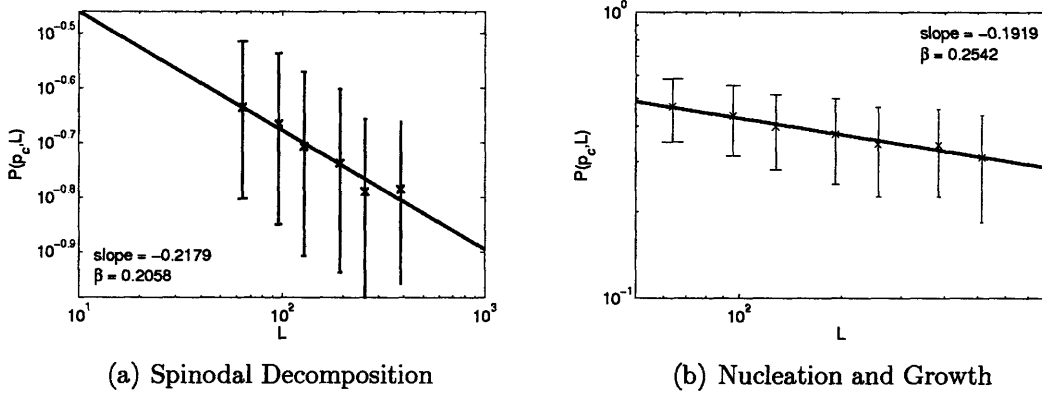 10^-0.5
10^-0.6
10^-0.7
10^-0.8
10^-0.9
P(p_c,L)
slope = −0.2179
β = 0.2058
10^1
10^2
10^3
L
(a) Spinodal Decomposition
10^0
10^-1
P(p_c,L)
slope = −0.1919
β = 0.2542
10^2
L
(b) Nucleation and Growth